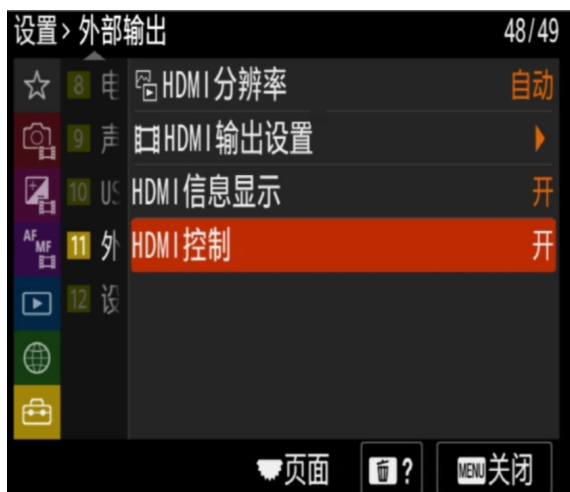 设置>外部输出 48/49
8 电 HDMI分辨率 自动
9 声 HDMI输出设置
10 US HDMI信息显示 开
AF MF 11 外 HDMI控制 开
12 设
页面 ? MENU关闭